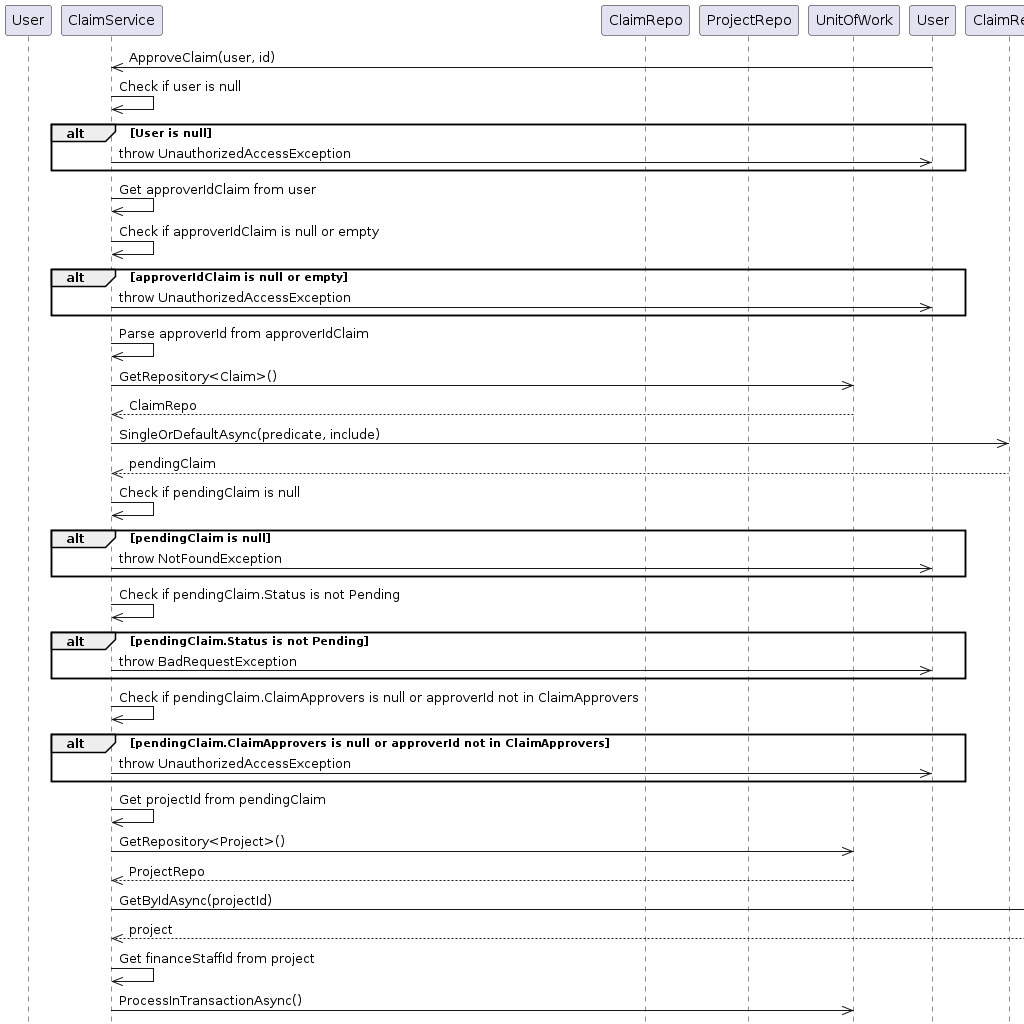 User ClaimService ClaimRepo ProjectRepo UnitOfWork User ClaimRe
ApproveClaim(user, id)
Check if user is null
alt [User is null]
throw UnauthorizedAccessException
Get approverIdClaim from user
Check if approverIdClaim is null or empty
alt [approverIdClaim is null or empty]
throw UnauthorizedAccessException
Parse approverId from approverIdClaim
GetRepository<Claim>()
ClaimRepo
SingleOrDefaultAsync(predicate, include)
pendingClaim
Check if pendingClaim is null
alt [pendingClaim is null]
throw NotFoundException
Check if pendingClaim.Status is not Pending
alt [pendingClaim.Status is not Pending]
throw BadRequestException
Check if pendingClaim.ClaimApprovers is null or approverId not in ClaimApprovers
alt [pendingClaim.ClaimApprovers is null or approverId not in ClaimApprovers]
throw UnauthorizedAccessException
Get projectId from pendingClaim
GetRepository<Project>()
ProjectRepo
GetByIdAsync(projectId)
project
Get financeStaffId from project
ProcessInTransactionAsync()